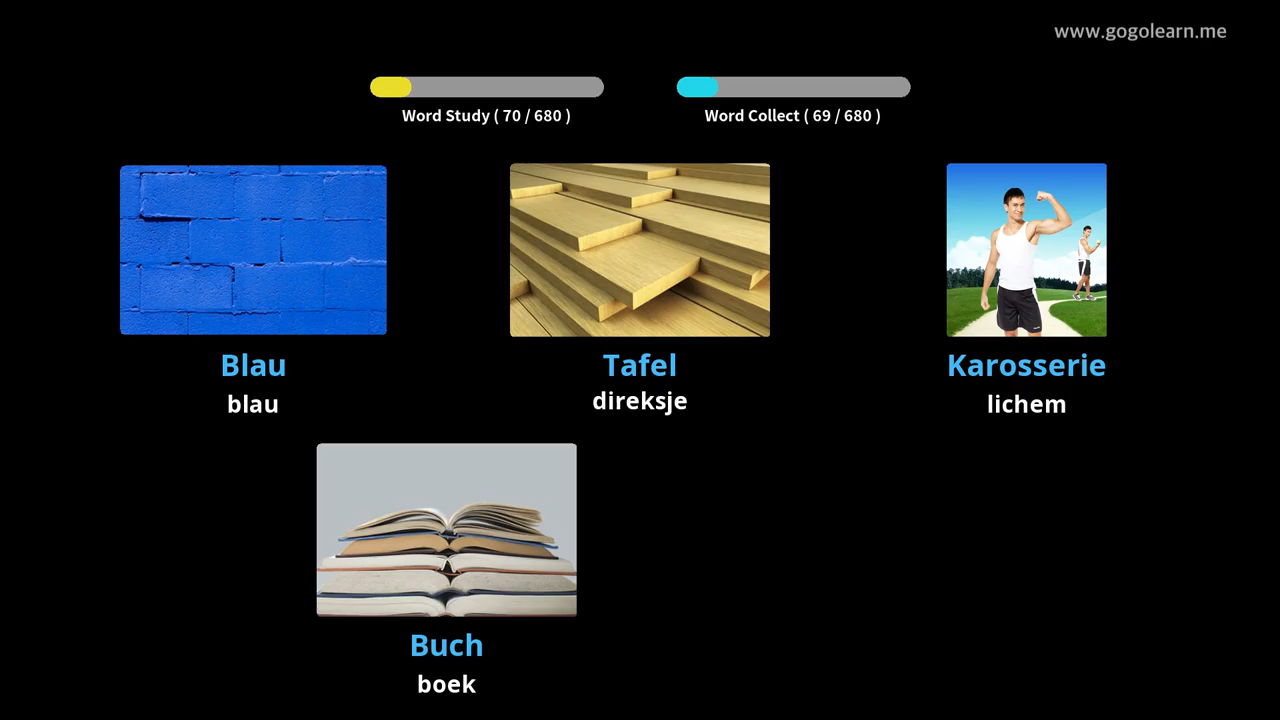 www.gogolearn.me
Word Study ( 70 / 680 )
Word Collect ( 69 / 680 )
Blau
blau
Tafel
direksje
Karosserie
lichem
Buch
boek